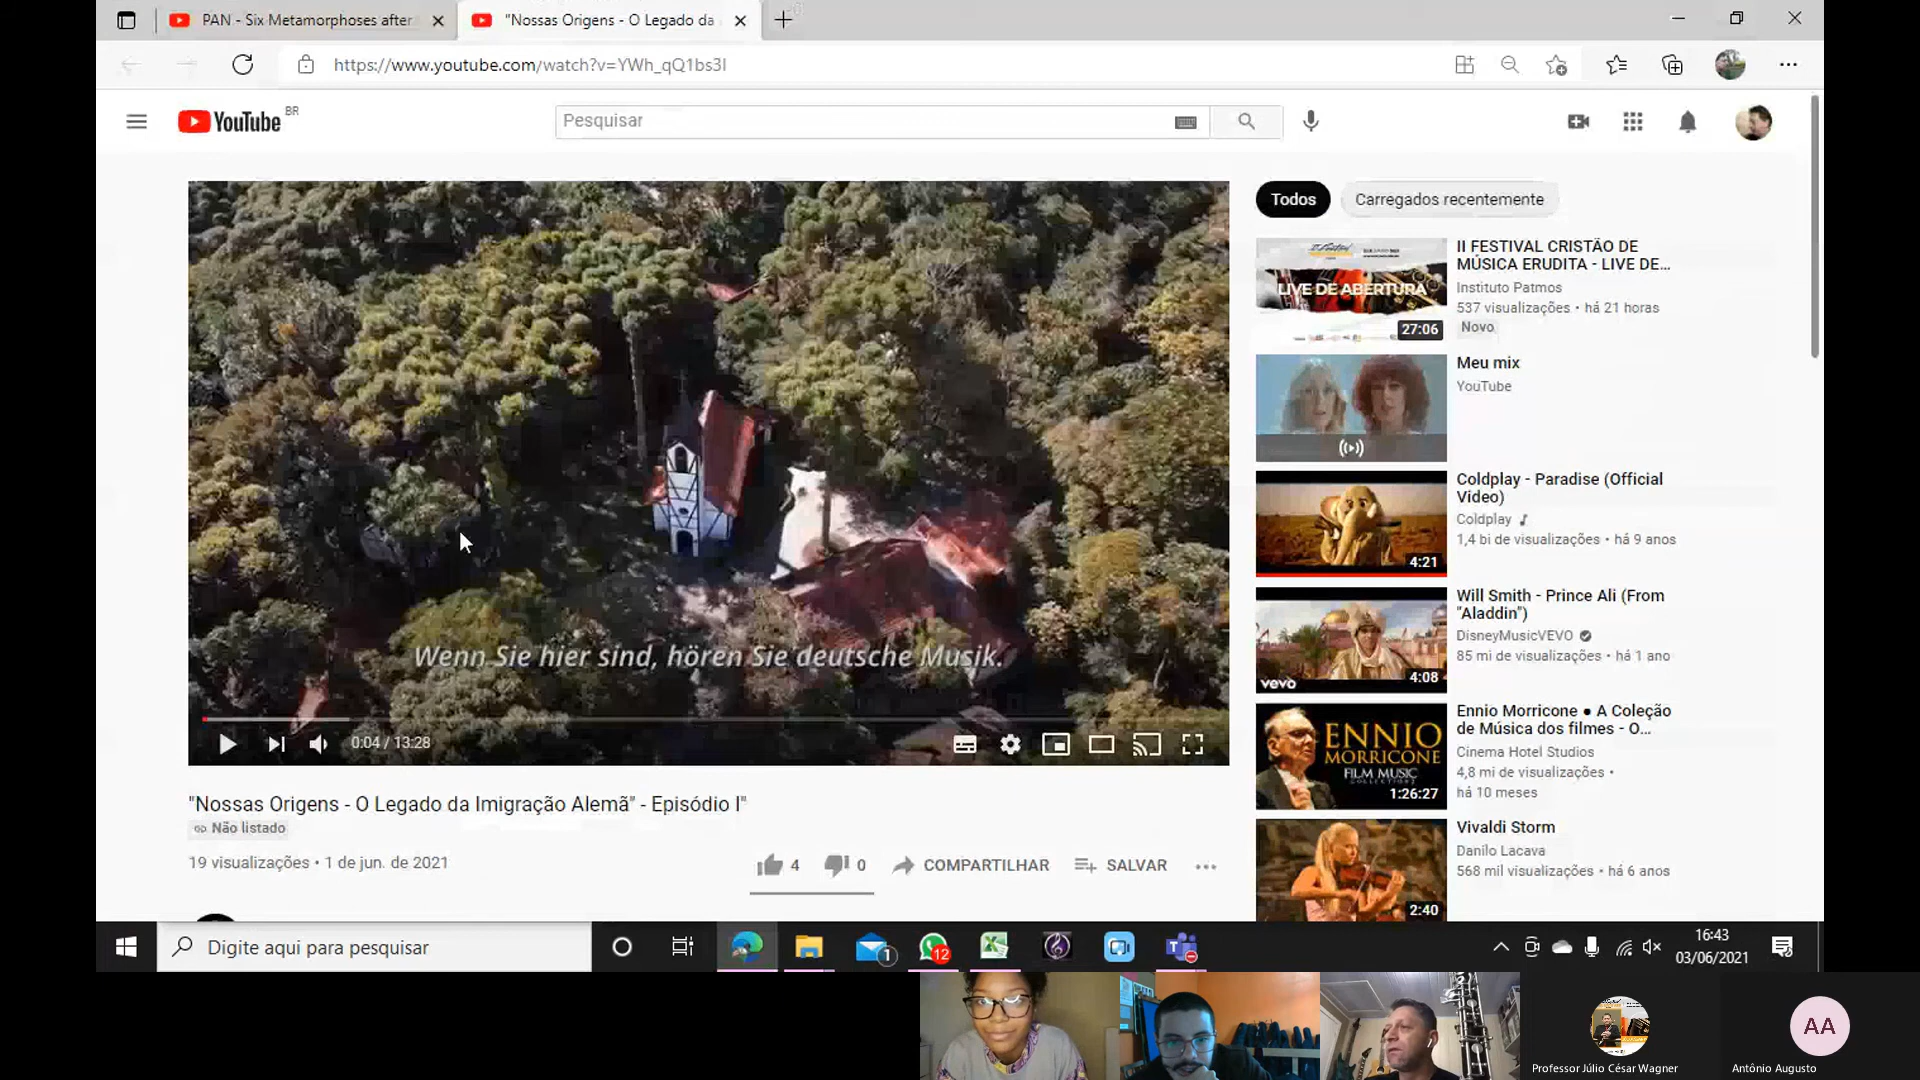 PAN - Six Metamorphoses after
"Nossas Origens - O Legado da
https://www.youtube.com/watch?v=YWh_qQ1bs3I
YouTube
BR
Pesquisar
Todos
Carregados recentemente
II FESTIVAL CRISTÃO DE
MÚSICA ERUDITA - LIVE DE...
Instituto Patmos
537 visualizações • há 21 horas
Novo
LIVE DE ABERTURA
27:06
Meu mix
YouTube
Coldplay - Paradise (Official
Video)
Coldplay
1,4 bi de visualizações • há 9 anos
4:21
Will Smith - Prince Ali (From
"Aladdin")
DisneyMusicVEVO
85 mi de visualizações • há 1 ano
vevo
4:08
Ennio Morricone ● A Coleção
de Música dos filmes - O...
Cinema Hotel Studios
4,8 mi de visualizações •
há 10 meses
ENNIO
MORRICONE
FILM MUSIC
1:26:27
Vivaldi Storm
Danilo Lacava
568 mil visualizações • há 6 anos
2:40
Wenn Sie hier sind, hören Sie deutsche Musik.
0:04 / 13:28
"Nossas Origens - O Legado da Imigração Alemã" - Episódio I"
Não listado
19 visualizações • 1 de jun. de 2021
4
0
COMPARTILHAR
SALVAR
Digite aqui para pesquisar
1
12
16:43
03/06/2021
Professor Júlio César Wagner
AA
Antônio Augusto